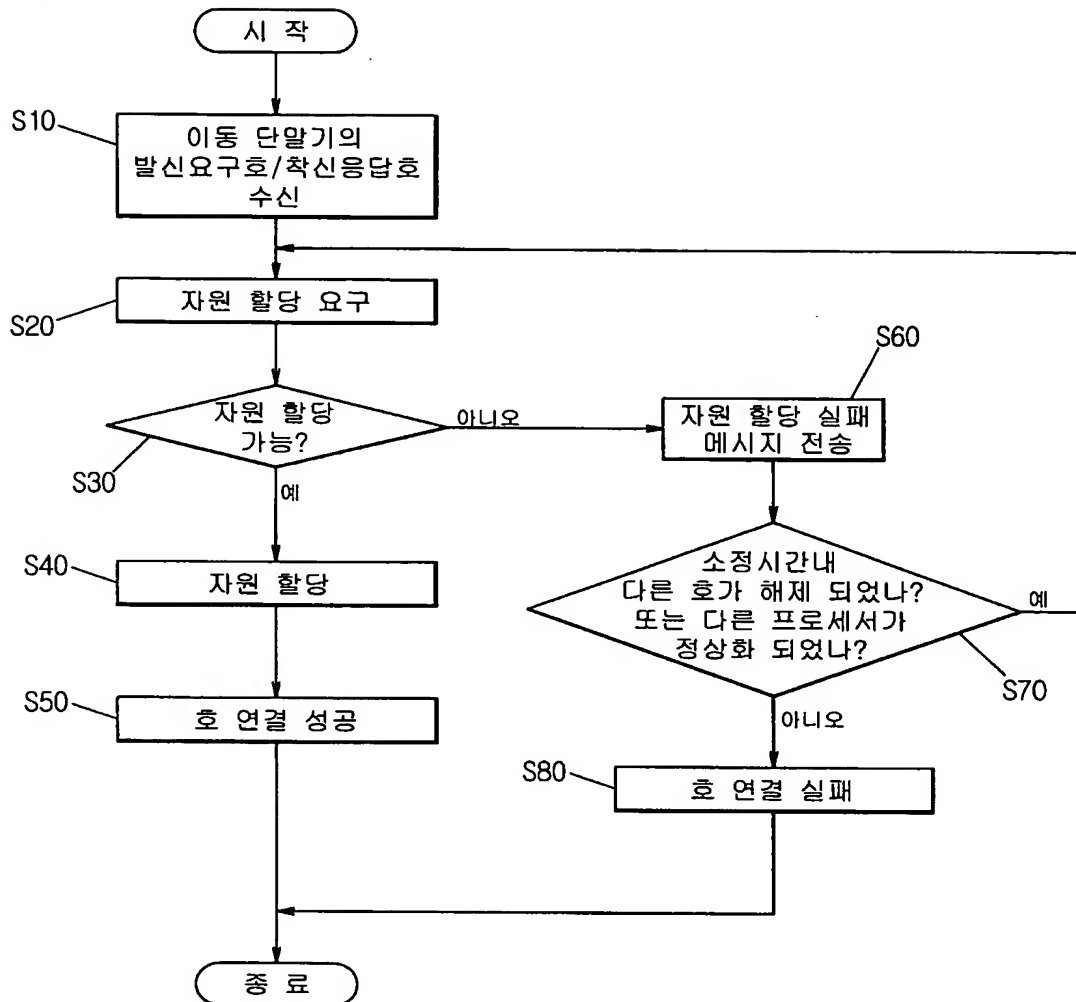 시 작
S10
이동 단말기의
발신요구호/착신응답호
수신
S20
자원 할당 요구
S30
자원 할당
가능?
아니오
예
S60
자원 할당 실패
메시지 전송
S40
자원 할당
소정시간내
다른 호가 해제 되었나?
또는 다른 프로세서가
정상화 되었나?
예
S70
아니오
S50
호 연결 성공
S80
호 연결 실패
종 료